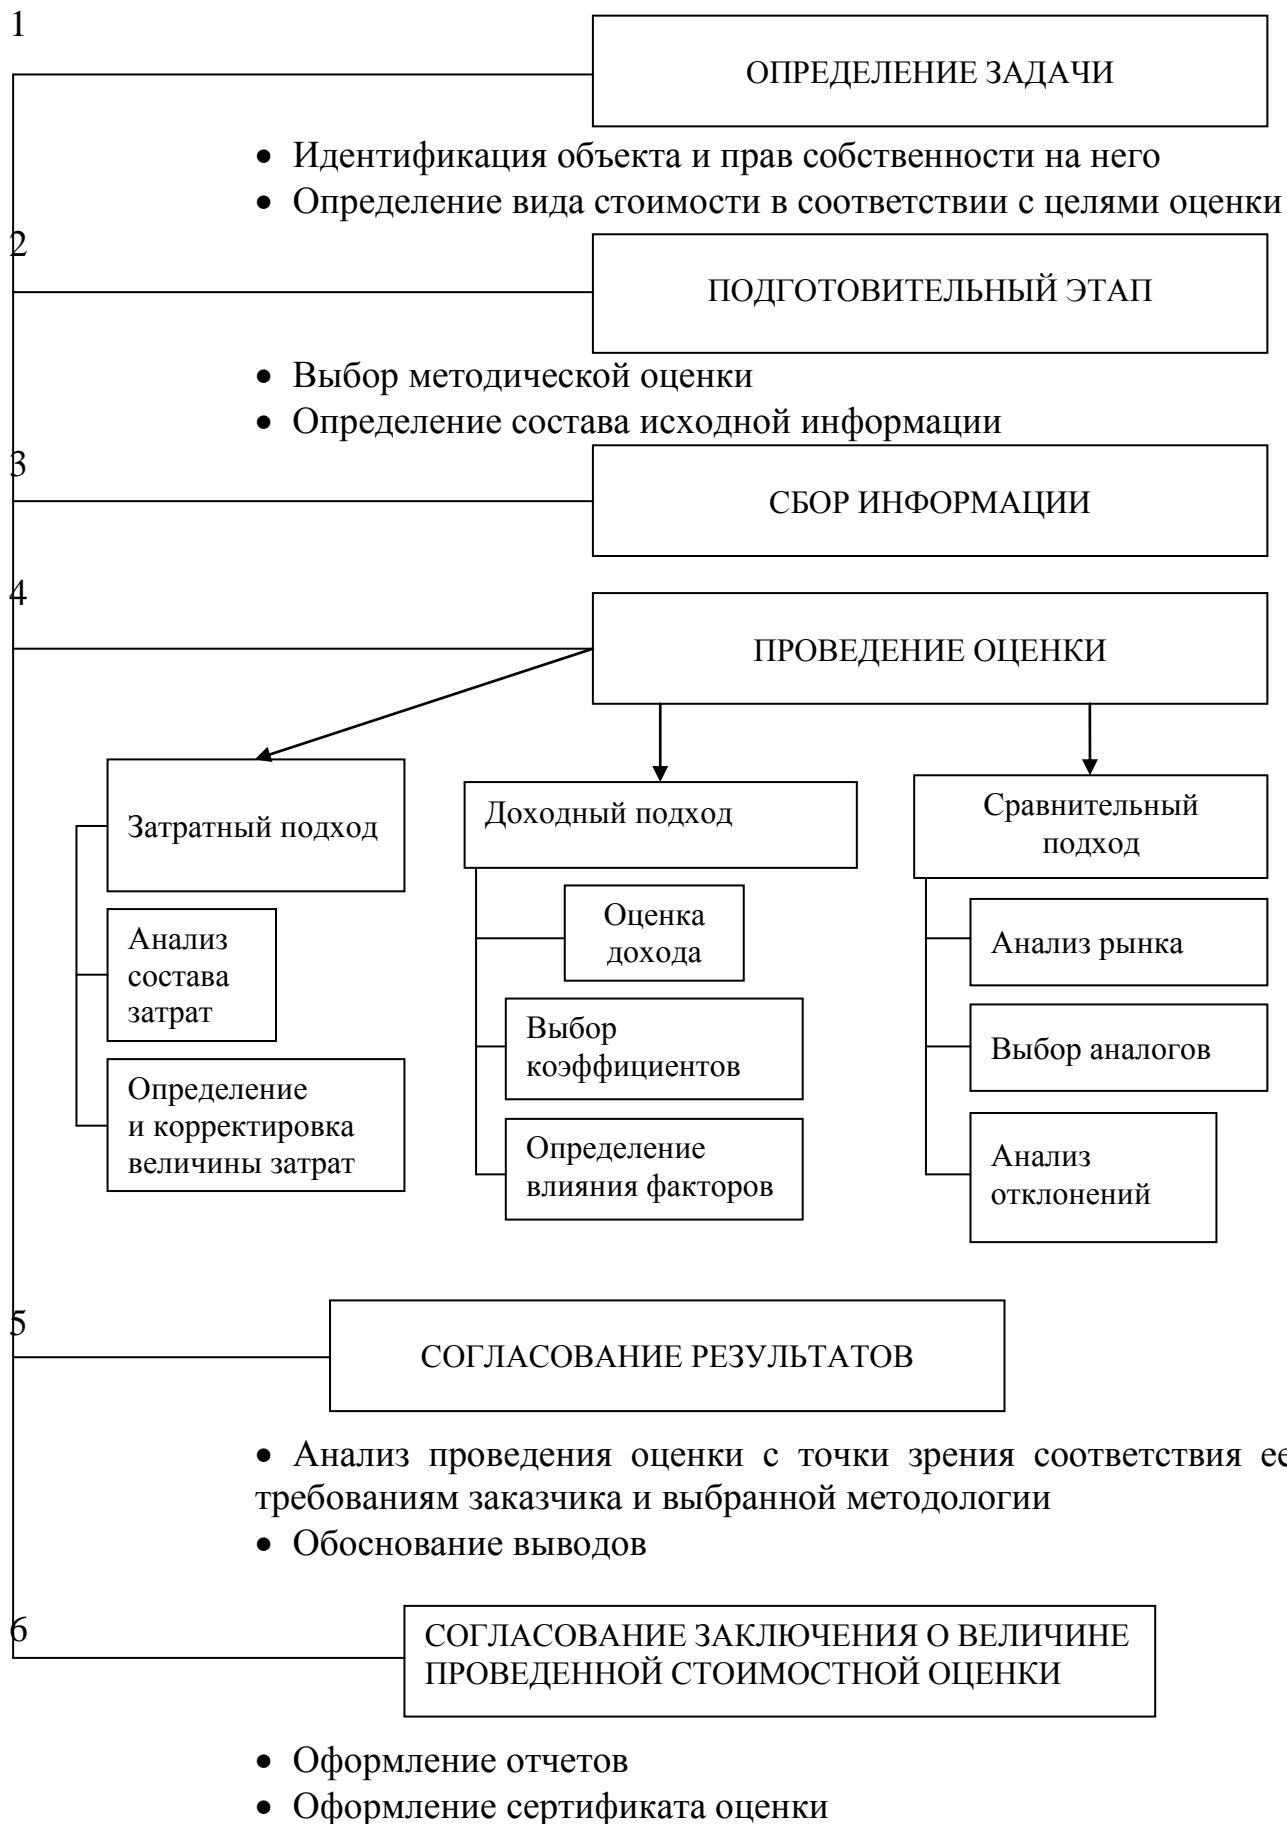 1
ОПРЕДЕЛЕНИЕ ЗАДАЧИ
• Идентификация объекта и прав собственности на него
• Определение вида стоимости в соответствии с целями оценки
2
ПОДГОТОВИТЕЛЬНЫЙ ЭТАП
• Выбор методической оценки
• Определение состава исходной информации
3
СБОР ИНФОРМАЦИИ
4
ПРОВЕДЕНИЕ ОЦЕНКИ
Затратный подход
Анализ
состава
затрат
Определение
и корректировка
величины затрат
Доходный подход
Оценка
дохода
Выбор
коэффициентов
Определение
влияния факторов
Сравнительный
подход
Анализ рынка
Выбор аналогов
Анализ
отклонений
5
СОГЛАСОВАНИЕ РЕЗУЛЬТАТОВ
• Анализ проведения оценки с точки зрения соответствия ее
требованиям заказчика и выбранной методологии
• Обоснование выводов
6
СОГЛАСОВАНИЕ ЗАКЛЮЧЕНИЯ О ВЕЛИЧИНЕ
ПРОВЕДЕННОЙ СТОИМОСТНОЙ ОЦЕНКИ
• Оформление отчетов
• Оформление сертификата оценки